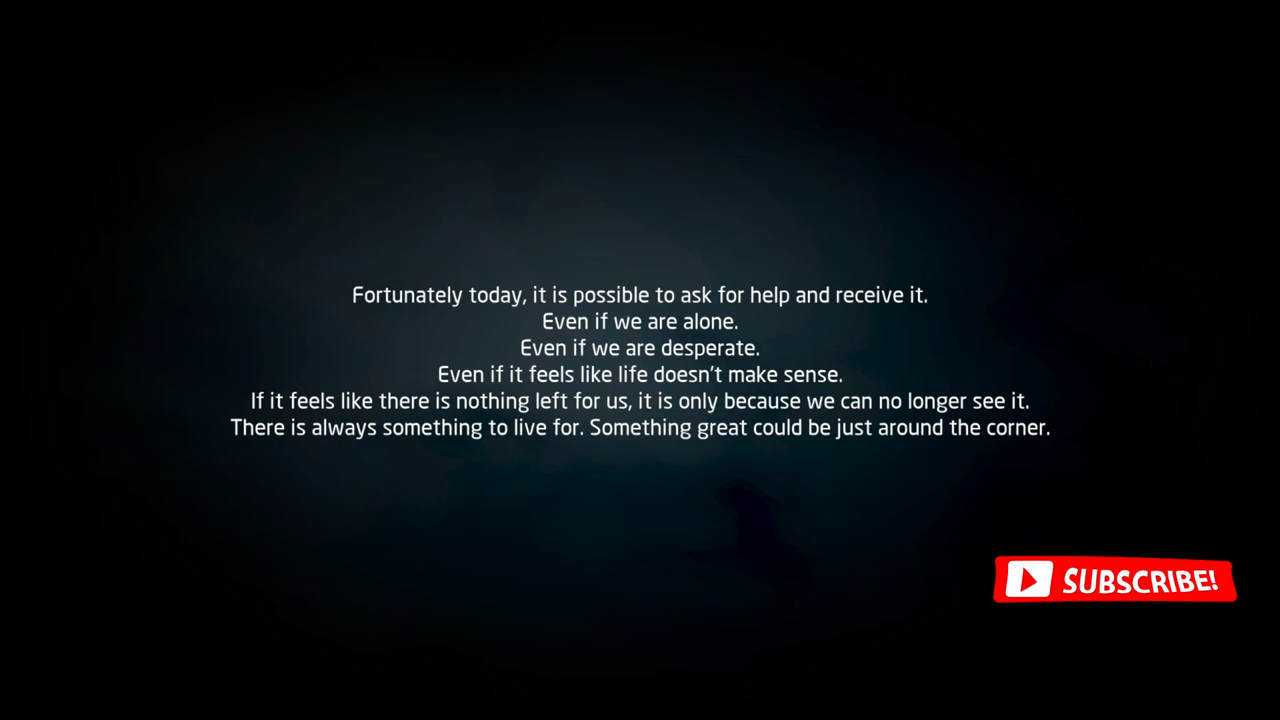 Fortunately today, it is possible to ask for help and receive it.
Even if we are alone.
Even if we are desperate.
Even if it feels like life doesn't make sense.
If it feels like there is nothing left for us, it is only because we can no longer see it.
There is always something to live for. Something great could be just around the corner.
SUBSCRIBE!